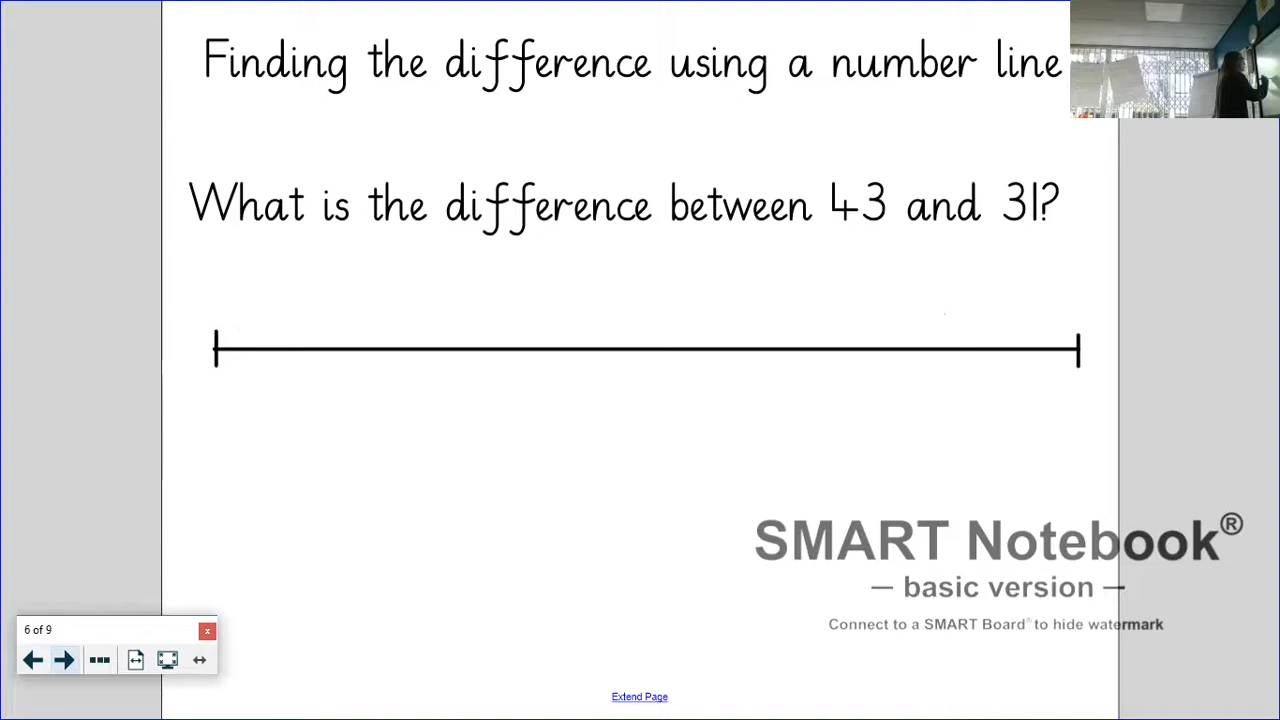 Finding the difference using a number line
What is the difference between 43 and 31?
SMART Notebook®
— basic version —
Connect to a SMART Board® to hide watermark
6 of 9
x
Extend Page